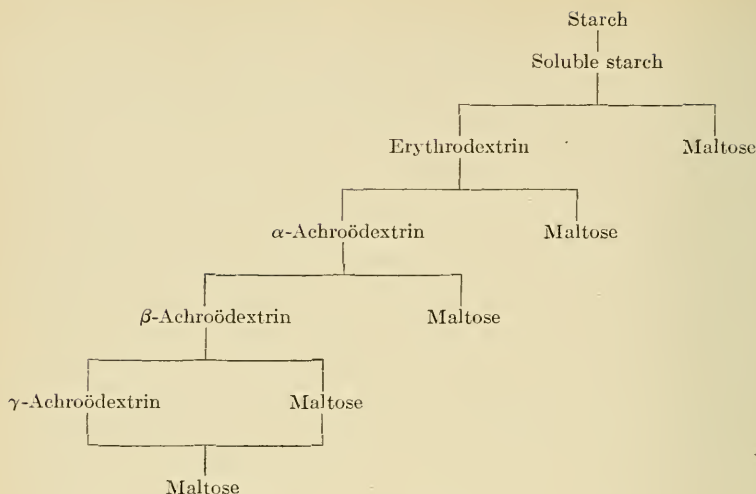 Starch
Soluble starch
Erythrodextrin Maltose
α-Achroödextrin Maltose
β-Achroödextrin Maltose
γ-Achroödextrin Maltose
Maltose